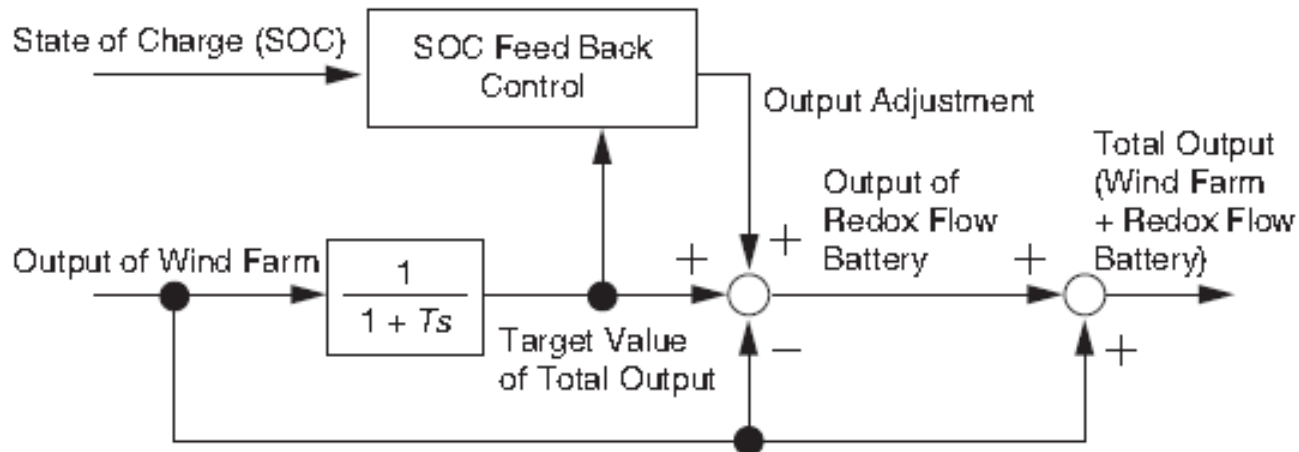 State of Charge (SOC)
SOC Feed Back
Control
Output Adjustment
Total Output
(Wind Farm
+ Redox Flow
Battery)
Output of
Redox Flow
Battery
Output of Wind Farm
1
1 + Ts
+
+
+
Target Value
of Total Output
−
+